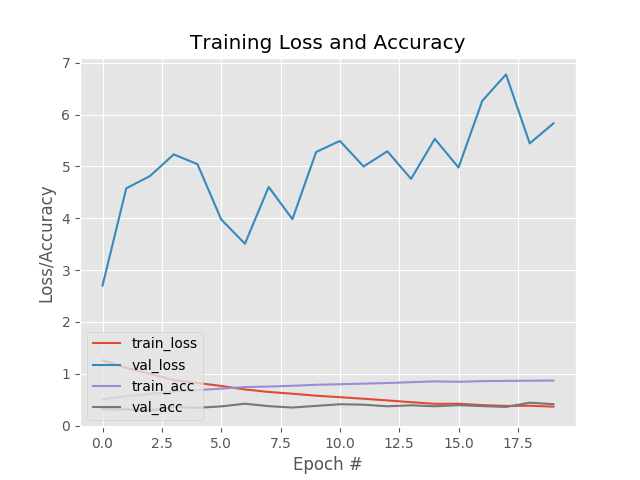 Training Loss and Accuracy
7
6
5
4
3
2
1
0
Loss/Accuracy
train_loss
val_loss
train_acc
val_acc
0.0 2.5 5.0 7.5 10.0 12.5 15.0 17.5
Epoch #